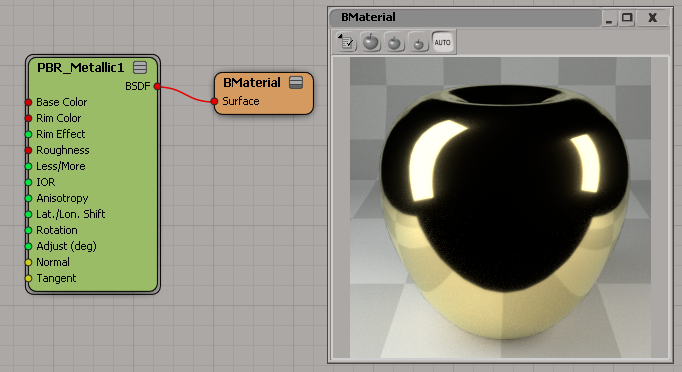 PBR_Metallic1
BSDF
Base Color
Rim Color
Rim Effect
Roughness
Less/More
IOR
Anisotropy
Lat./Lon. Shift
Rotation
Adjust (deg)
Normal
Tangent
BMaterial
Surface
BMaterial
AUTO